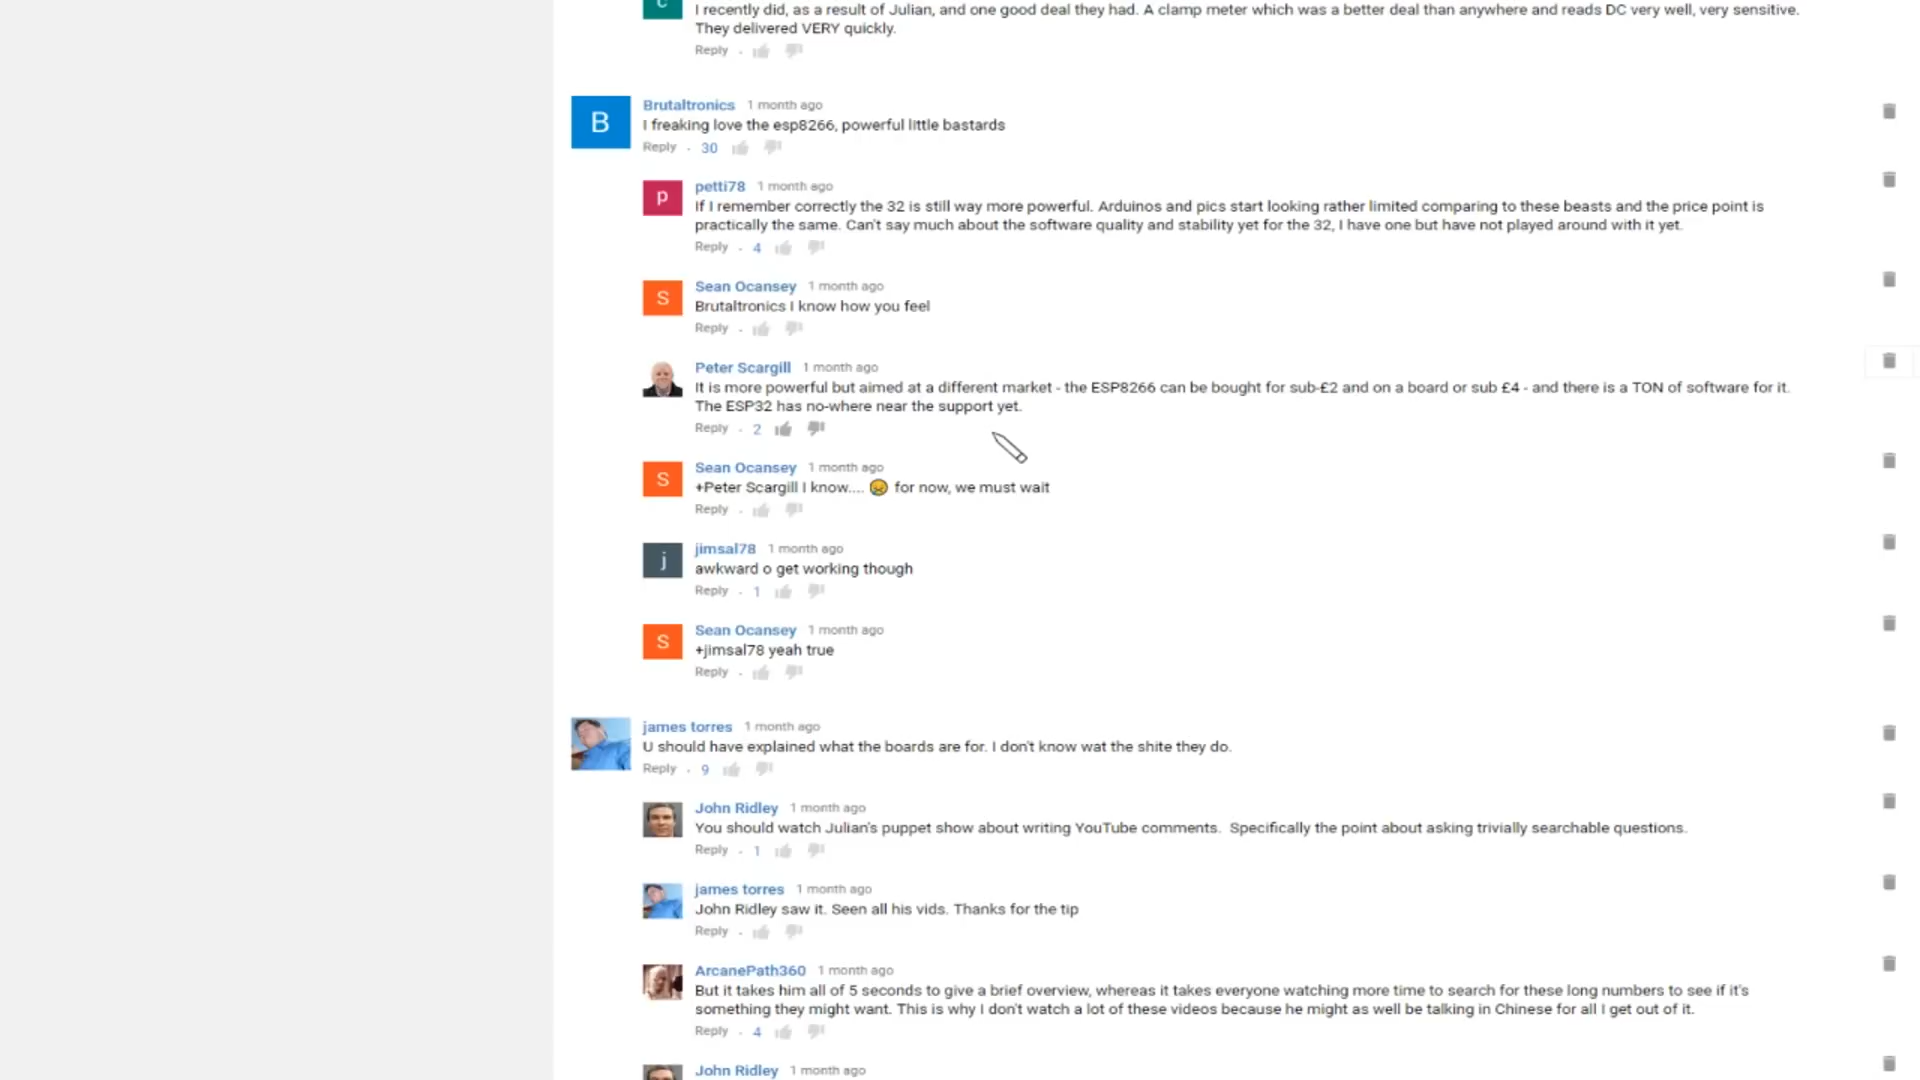 C
I recently did, as a result of Julian, and one good deal they had. A clamp meter which was a better deal than anywhere and reads DC very well, very sensitive.
They delivered VERY quickly.
Reply
B
Brutaltronics 1 month ago
I freaking love the esp8266, powerful little bastards
Reply · 30
p
petti78 1 month ago
If I remember correctly the 32 is still way more powerful. Arduinos and pics start looking rather limited comparing to these beasts and the price point is
practically the same. Can't say much about the software quality and stability yet for the 32, I have one but have not played around with it yet.
Reply · 4
S
Sean Ocansey 1 month ago
Brutaltronics I know how you feel
Reply ·
Peter Scargill 1 month ago
It is more powerful but aimed at a different market - the ESP8266 can be bought for sub-£2 and on a board or sub £4 - and there is a TON of software for it.
The ESP32 has no-where near the support yet.
Reply · 2
S
Sean Ocansey 1 month ago
+Peter Scargill I know.... 😢 for now, we must wait
Reply ·
j
jimsal78 1 month ago
awkward o get working though
Reply · 1
S
Sean Ocansey 1 month ago
+jimsal78 yeah true
Reply ·
james torres 1 month ago
U should have explained what the boards are for. I don't know wat the shite they do.
Reply · 9
John Ridley 1 month ago
You should watch Julian's puppet show about writing YouTube comments. Specifically the point about asking trivially searchable questions.
Reply · 1
james torres 1 month ago
John Ridley saw it. Seen all his vids. Thanks for the tip
Reply ·
ArcanePath360 1 month ago
But it takes him all of 5 seconds to give a brief overview, whereas it takes everyone watching more time to search for these long numbers to see if it's
something they might want. This is why I don't watch a lot of these videos because he might as well be talking in Chinese for all I get out of it.
Reply · 4
John Ridley 1 month ago